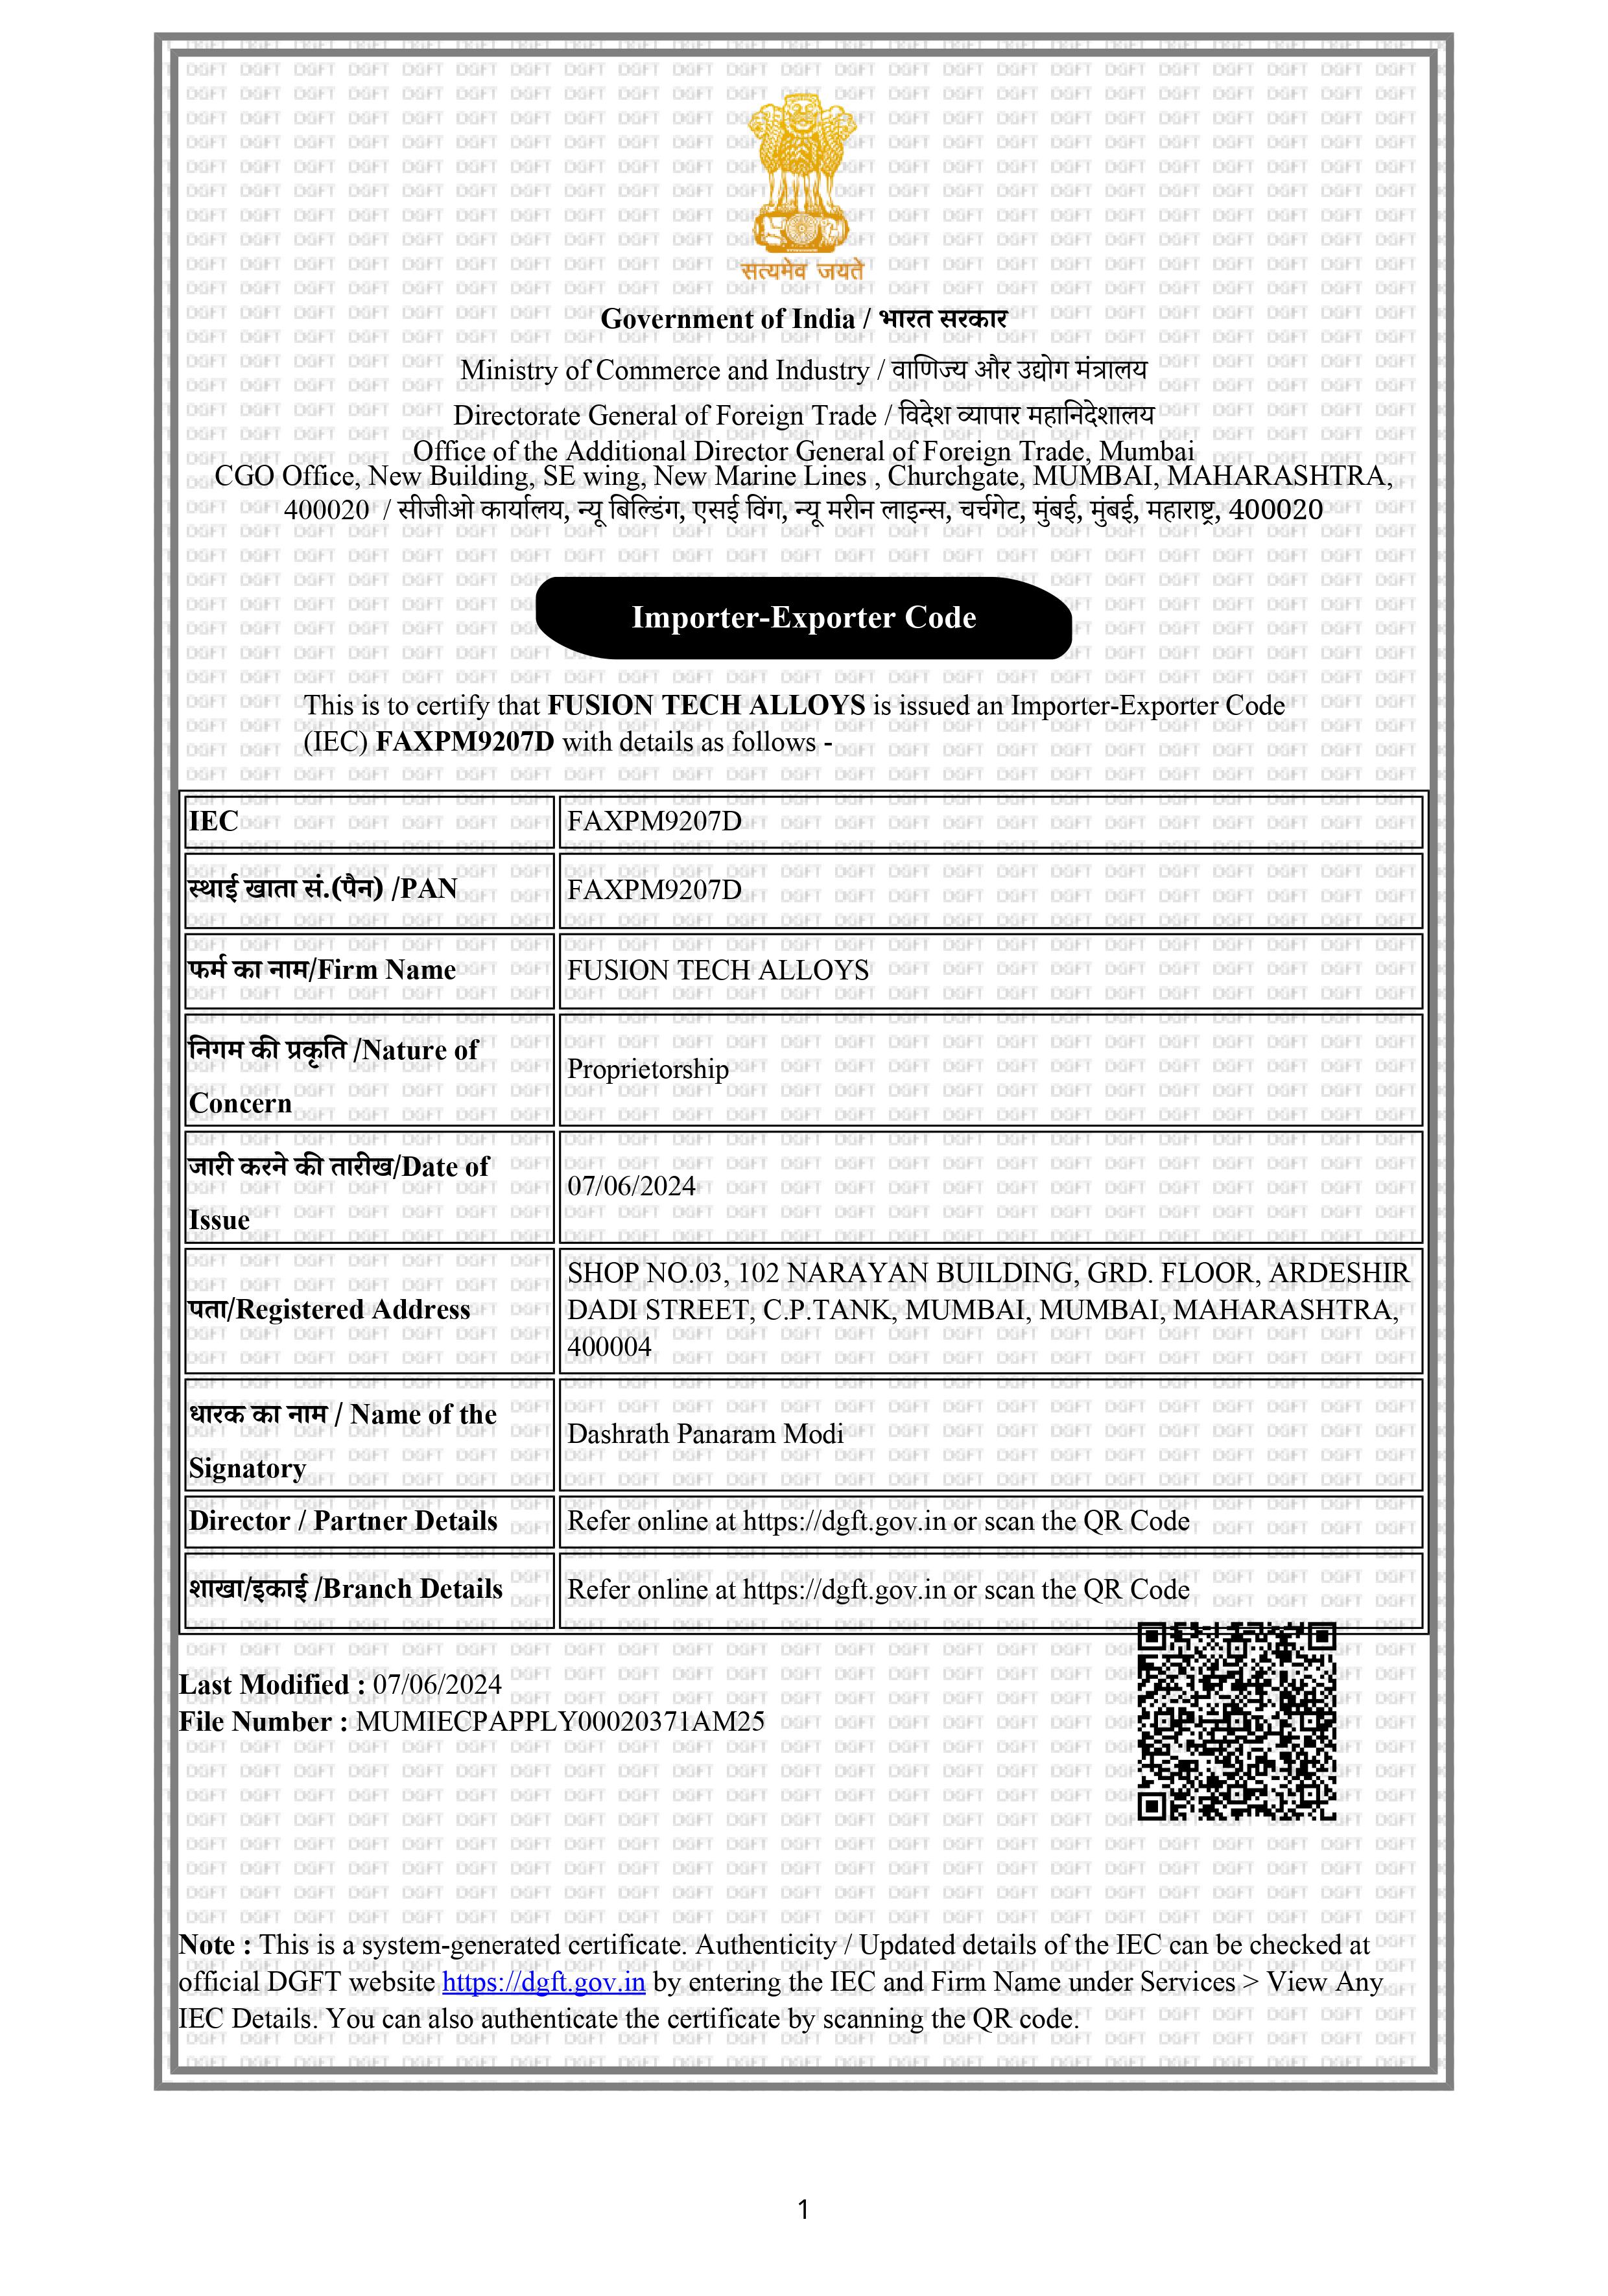 सत्यमेव जयते
Government of India / भारत सरकार
Ministry of Commerce and Industry / वाणिज्य और उद्योग मंत्रालय
Directorate General of Foreign Trade / विदेश व्यापार महानिदेशालय
Office of the Additional Director General of Foreign Trade, Mumbai
CGO Office, New Building, SE wing, New Marine Lines , Churchgate, MUMBAI, MAHARASHTRA,
400020 / सीजीओ कार्यालय, न्यू बिल्डिंग, एसई विंग, न्यू मरीन लाइन्स, चर्चगेट, मुंबई, मुंबई, महाराष्ट्र, 400020
Importer-Exporter Code
This is to certify that FUSION TECH ALLOYS is issued an Importer-Exporter Code
(IEC) FAXPM9207D with details as follows -
IEC FAXPM9207D
स्थाई खाता सं.(पैन) /PAN FAXPM9207D
फर्म का नाम/Firm Name FUSION TECH ALLOYS
निगम की प्रकृति /Nature of
Concern
Proprietorship
जारी करने की तारीख/Date of
Issue
07/06/2024
पता/Registered Address
SHOP NO.03, 102 NARAYAN BUILDING, GRD. FLOOR, ARDESHIR
DADI STREET, C.P.TANK, MUMBAI, MUMBAI, MAHARASHTRA,
400004
धारक का नाम / Name of the
Signatory
Dashrath Panaram Modi
Director / Partner Details Refer online at https://dgft.gov.in or scan the QR Code
शाखा/इकाई /Branch Details Refer online at https://dgft.gov.in or scan the QR Code
Last Modified : 07/06/2024
File Number : MUMIECPAPPLY00020371AM25
Note : This is a system-generated certificate. Authenticity / Updated details of the IEC can be checked at
official DGFT website https://dgft.gov.in by entering the IEC and Firm Name under Services > View Any
IEC Details. You can also authenticate the certificate by scanning the QR code.
1